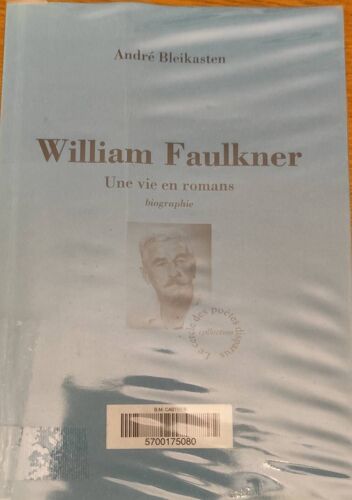 André Bleikasten
William Faulkner
Une vie en romans
biographie
Le cercle des poètes disparus
collection
5700175080